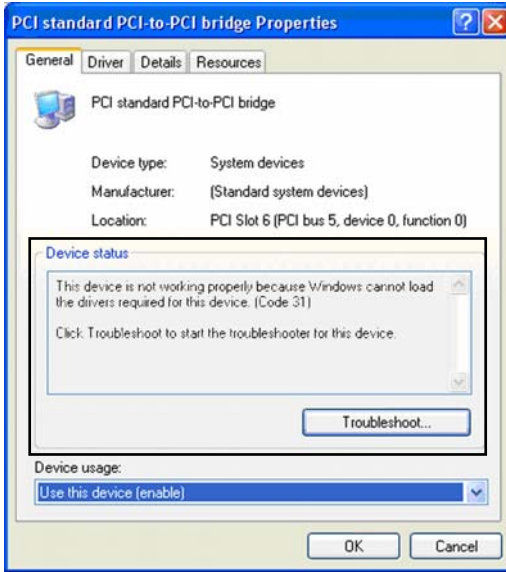 PCI standard PCI-to-PCI bridge Properties
General Driver Details Resources
PCI standard PCI-to-PCI bridge
Device type: System devices
Manufacturer: (Standard system devices)
Location: PCI Slot 6 (PCI bus 5, device 0, function 0)
Device status
This device is not working properly because Windows cannot load
the drivers required for this device. (Code 31)
Click Troubleshoot to start the troubleshooter for this device.
Troubleshoot...
Device usage:
Use this device (enable)
OK Cancel